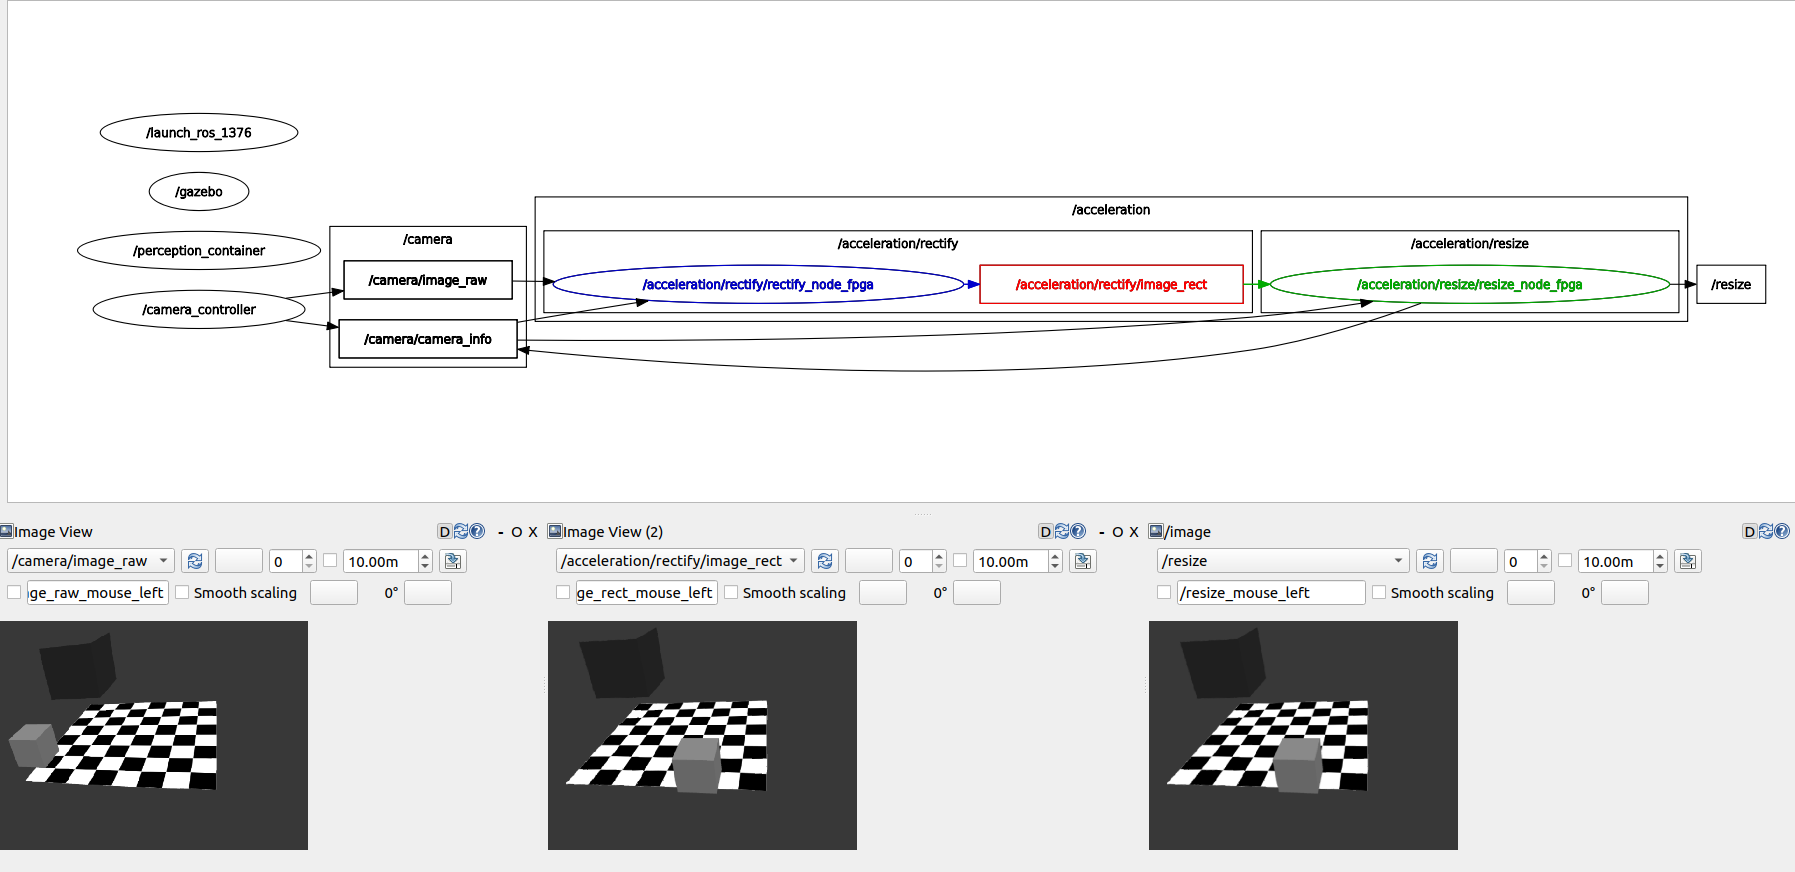 /launch_ros_1376
/gazebo
/acceleration
/perception_container
/camera
/acceleration/rectify
/acceleration/resize
/camera/image_raw
/acceleration/rectify/rectify_node_fpga
/acceleration/rectify/image_rect
/acceleration/resize/resize_node_fpga
/resize
/camera_controller
/camera/camera_info
Image View
D
- O X
Image View (2)
D
- O X
/image
D
/camera/image_raw
0
10.00m
/acceleration/rectify/image_rect
0
10.00m
/resize
0
10.00m
ge_raw_mouse_left
Smooth scaling
0°
ge_rect_mouse_left
Smooth scaling
0°
/resize_mouse_left
Smooth scaling
0°